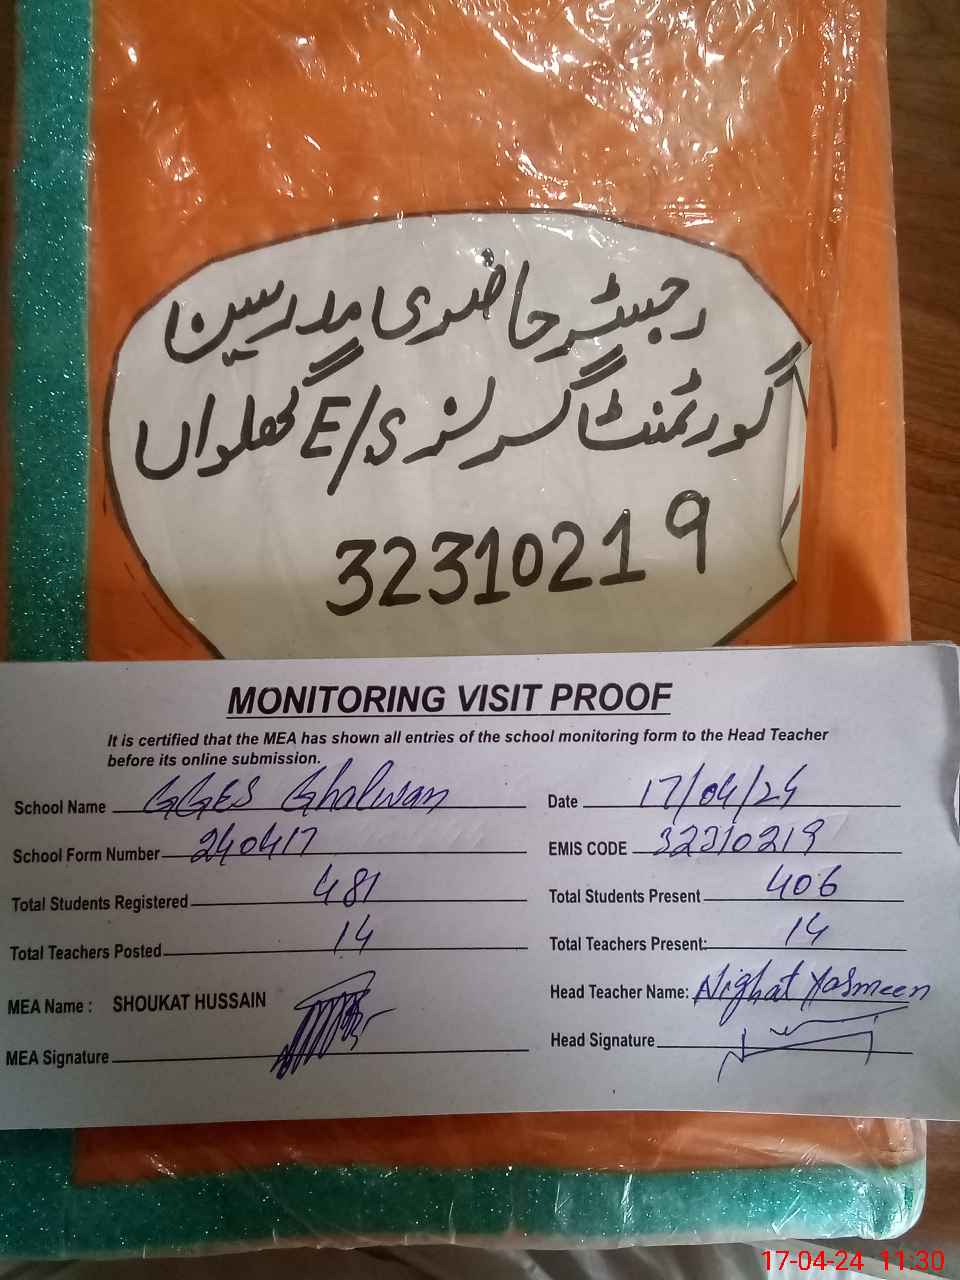 رجسٹر حاضری مدرسین
گورنمنٹ گرلز E/S گھلواں
32310219
MONITORING VISIT PROOF
It is certified that the MEA has shown all entries of the school monitoring form to the Head Teacher
before its online submission.
School Name GGES Ghalwan Date 17/04/24
School Form Number 240417 EMIS CODE 32310219
Total Students Registered 481 Total Students Present 406
Total Teachers Posted 14 Total Teachers Present: 14
MEA Name : SHOUKAT HUSSAIN Head Teacher Name: Nighat Yasmeen
MEA Signature Head Signature
17-04-24 11:30